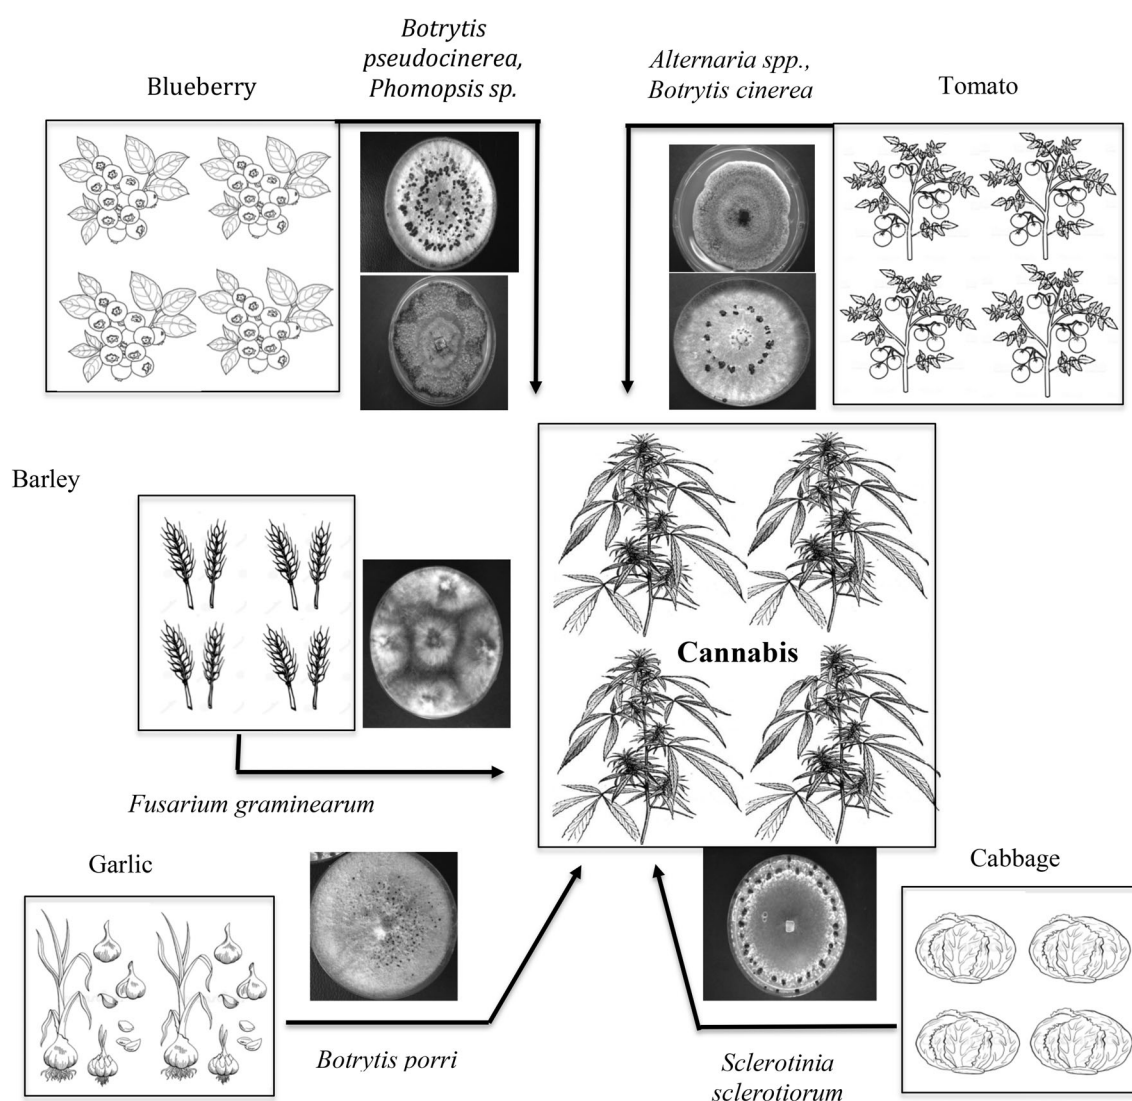 Botrytis
pseudocinerea,
Phomopsis sp.
Blueberry
Alternaria spp.,
Botrytis cinerea
Tomato
Barley
Cannabis
Fusarium graminearum
Garlic
Cabbage
Botrytis porri
Sclerotinia
sclerotiorum